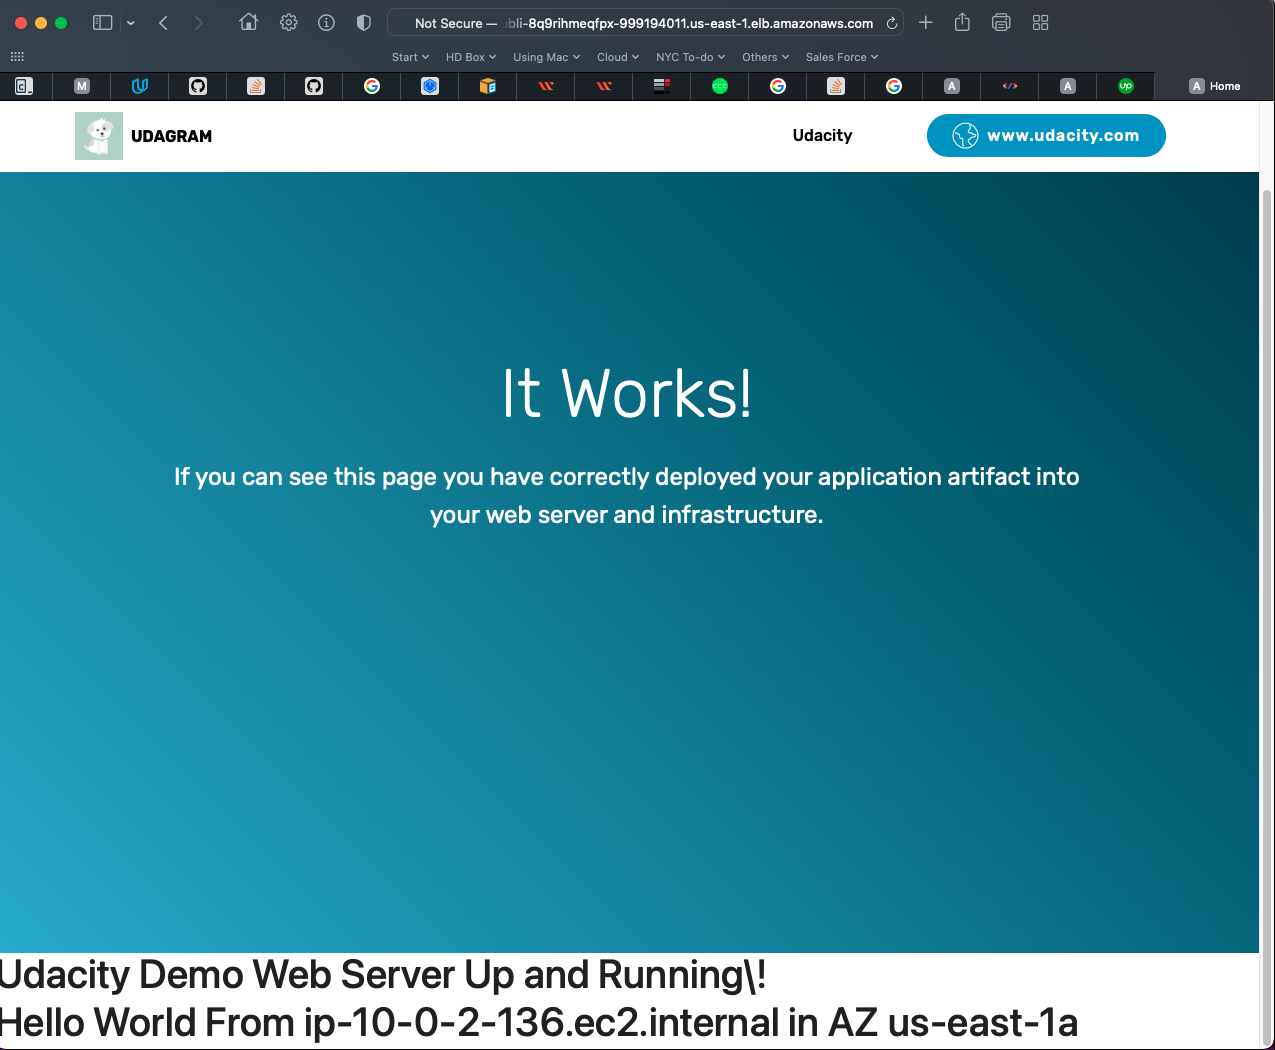 Not Secure — bli-8q9rihmeqfpx-999194011.us-east-1.elb.amazonaws.com
Start HD Box Using Mac Cloud NYC To-do Others Sales Force
M A A up A Home
UDAGRAM Udacity www.udacity.com
It Works!
If you can see this page you have correctly deployed your application artifact into
your web server and infrastructure.
Udacity Demo Web Server Up and Running\!
Hello World From ip-10-0-2-136.ec2.internal in AZ us-east-1a